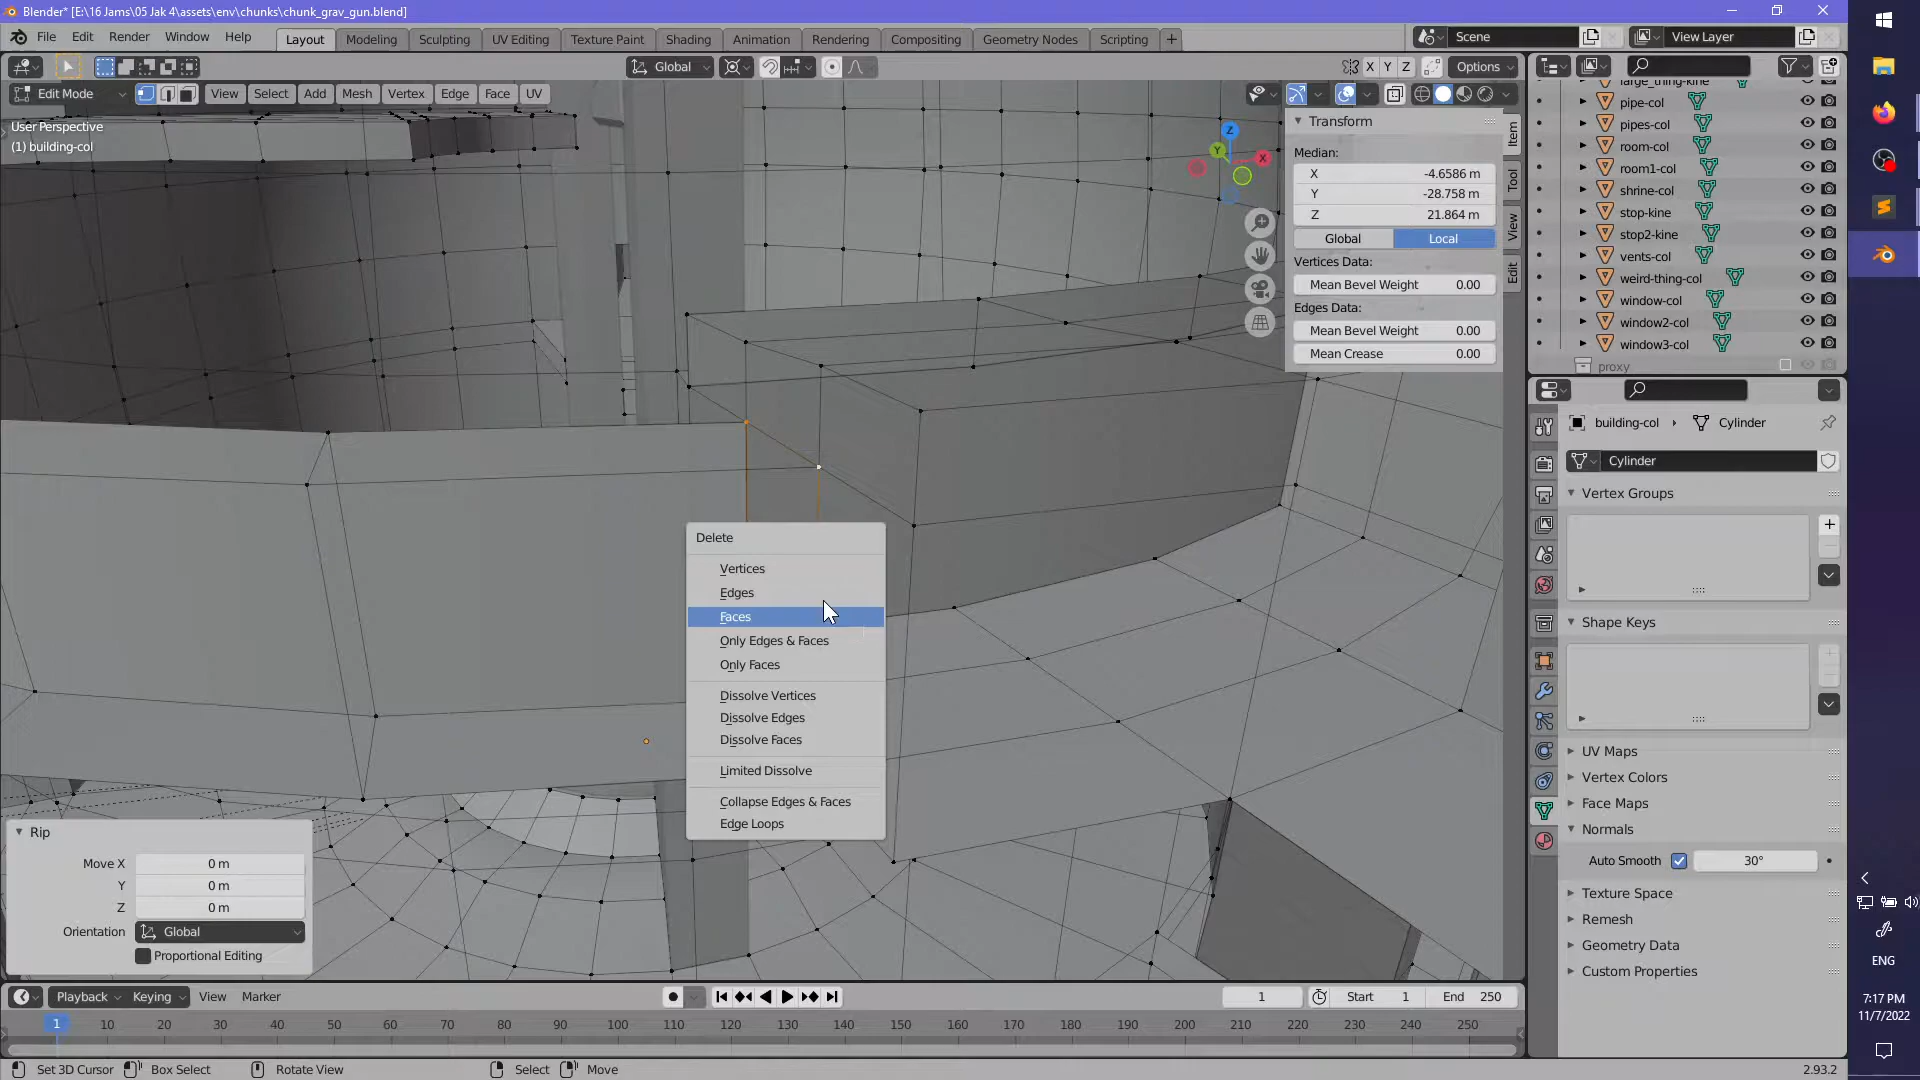 Blender* [E:\16 Jams\05 Jak 4\assets\env\chunks\chunk_grav_gun.blend]
File Edit Render Window Help Layout Modeling Sculpting UV Editing Texture Paint Shading Animation Rendering Compositing Geometry Nodes Scripting + Scene View Layer
Global X Y Z Options
Edit Mode View Select Add Mesh Vertex Edge Face UV
User Perspective
(1) building-col
Z
Y
X
Transform
Median:
X -4.6586 m
Y -28.758 m
Z 21.864 m
Global Local
Vertices Data:
Mean Bevel Weight 0.00
Edges Data:
Mean Bevel Weight 0.00
Mean Crease 0.00
Item
Tool
View
Edit
large_thing-kine
pipe-col
pipes-col
room-col
room1-col
shrine-col
stop-kine
stop2-kine
vents-col
weird-thing-col
window-col
window2-col
window3-col
proxy
building-col Cylinder
Cylinder
Vertex Groups
Shape Keys
UV Maps
Vertex Colors
Face Maps
Normals
Auto Smooth 30°
Texture Space
Remesh
Geometry Data
Custom Properties
Delete
Vertices
Edges
Faces
Only Edges & Faces
Only Faces
Dissolve Vertices
Dissolve Edges
Dissolve Faces
Limited Dissolve
Collapse Edges & Faces
Edge Loops
Rip
Move X 0 m
Y 0 m
Z 0 m
Orientation Global
Proportional Editing
Playback Keying View Marker 1 Start 1 End 250
1 10 20 30 40 50 60 70 80 90 100 110 120 130 140 150 160 170 180 190 200 210 220 230 240 250
Set 3D Cursor Box Select Rotate View Select Move 2.93.2
ENG
7:17 PM
11/7/2022